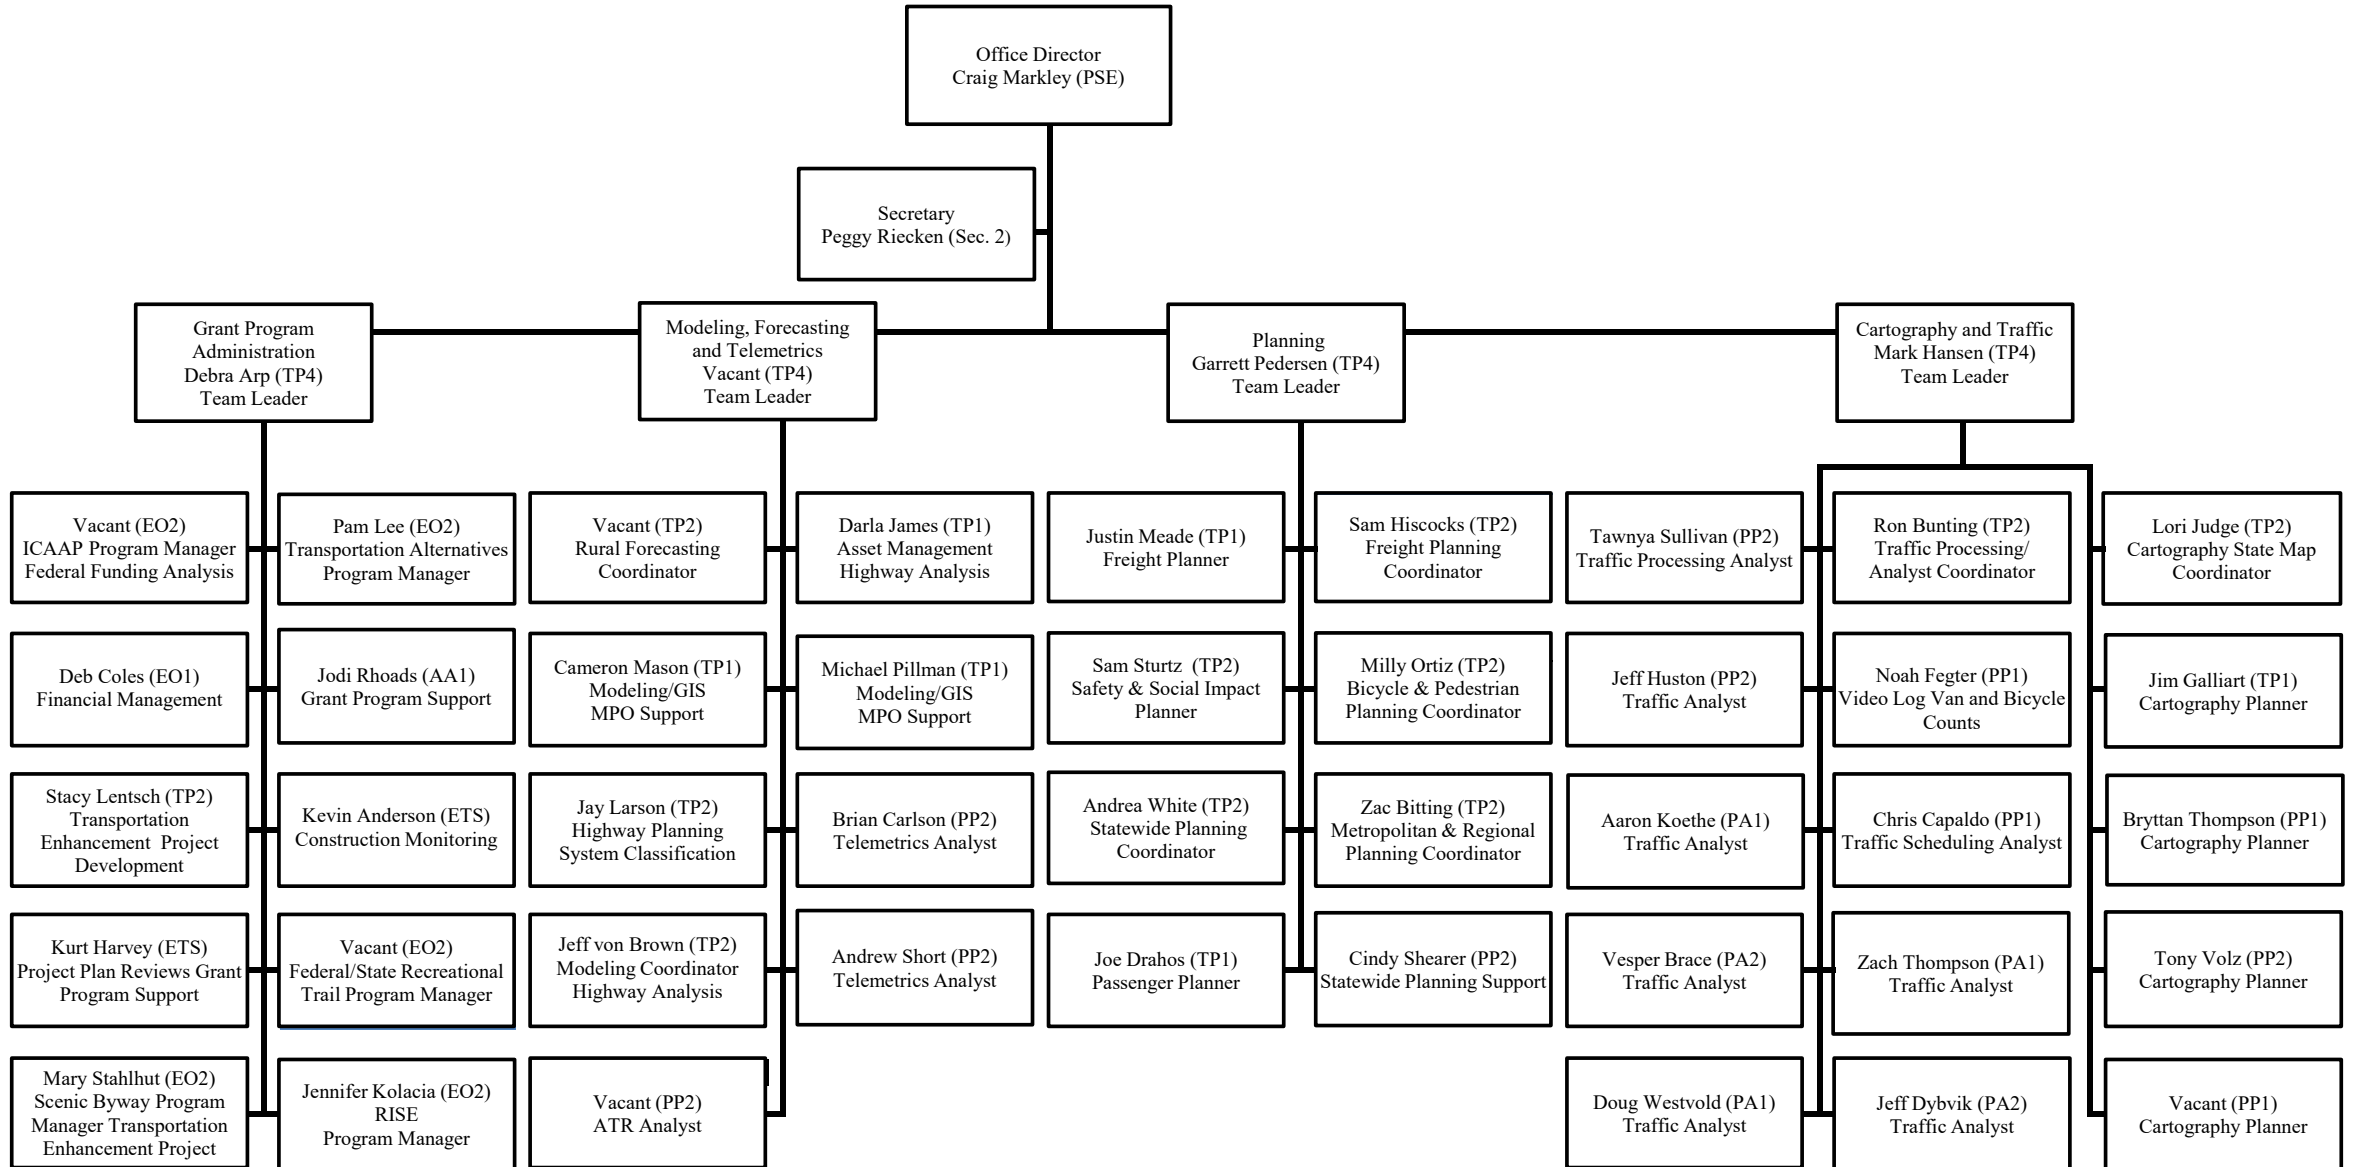 Office Director
Craig Markley (PSE)
Secretary
Peggy Riecken (Sec. 2)
Grant Program
Administration
Debra Arp (TP4)
Team Leader
Modeling, Forecasting
and Telemetrics
Vacant (TP4)
Team Leader
Planning
Garrett Pedersen (TP4)
Team Leader
Cartography and Traffic
Mark Hansen (TP4)
Team Leader
Vacant (EO2)
ICAAP Program Manager
Federal Funding Analysis
Pam Lee (EO2)
Transportation Alternatives
Program Manager
Vacant (TP2)
Rural Forecasting
Coordinator
Darla James (TP1)
Asset Management
Highway Analysis
Justin Meade (TP1)
Freight Planner
Sam Hiscocks (TP2)
Freight Planning
Coordinator
Tawnya Sullivan (PP2)
Traffic Processing Analyst
Ron Bunting (TP2)
Traffic Processing/
Analyst Coordinator
Lori Judge (TP2)
Cartography State Map
Coordinator
Deb Coles (EO1)
Financial Management
Jodi Rhoads (AA1)
Grant Program Support
Cameron Mason (TP1)
Modeling/GIS
MPO Support
Michael Pillman (TP1)
Modeling/GIS
MPO Support
Sam Sturtz  (TP2)
Safety & Social Impact
Planner
Milly Ortiz (TP2)
Bicycle & Pedestrian
Planning Coordinator
Jeff Huston (PP2)
Traffic Analyst
Noah Fegter (PP1)
Video Log Van and Bicycle
Counts
Jim Galliart (TP1)
Cartography Planner
Stacy Lentsch (TP2)
Transportation
Enhancement  Project
Development
Kevin Anderson (ETS)
Construction Monitoring
Jay Larson (TP2)
Highway Planning
System Classification
Brian Carlson (PP2)
Telemetrics Analyst
Andrea White (TP2)
Statewide Planning
Coordinator
Zac Bitting (TP2)
Metropolitan & Regional
Planning Coordinator
Aaron Koethe (PA1)
Traffic Analyst
Chris Capaldo (PP1)
Traffic Scheduling Analyst
Bryttan Thompson (PP1)
Cartography Planner
Kurt Harvey (ETS)
Project Plan Reviews Grant
Program Support
Vacant (EO2)
Federal/State Recreational
Trail Program Manager
Jeff von Brown (TP2)
Modeling Coordinator
Highway Analysis
Andrew Short (PP2)
Telemetrics Analyst
Joe Drahos (TP1)
Passenger Planner
Cindy Shearer (PP2)
Statewide Planning Support
Vesper Brace (PA2)
Traffic Analyst
Zach Thompson (PA1)
Traffic Analyst
Tony Volz (PP2)
Cartography Planner
Mary Stahlhut (EO2)
Scenic Byway Program
Manager Transportation
Enhancement Project
Jennifer Kolacia (EO2)
RISE
Program Manager
Vacant (PP2)
ATR Analyst
Doug Westvold (PA1)
Traffic Analyst
Jeff Dybvik (PA2)
Traffic Analyst
Vacant (PP1)
Cartography Planner